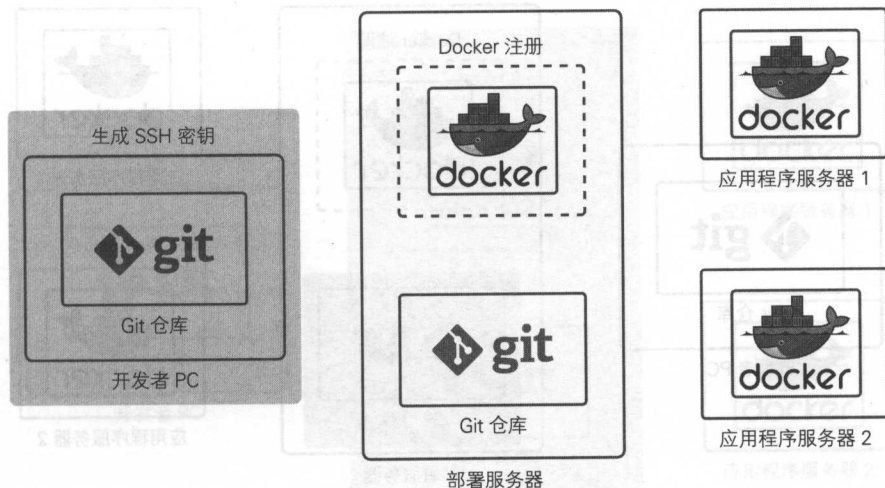 生成 SSH 密钥
git
Git 仓库
开发者 PC
Docker 注册
docker
git
Git 仓库
部署服务器
docker
应用程序服务器 1
docker
应用程序服务器 2